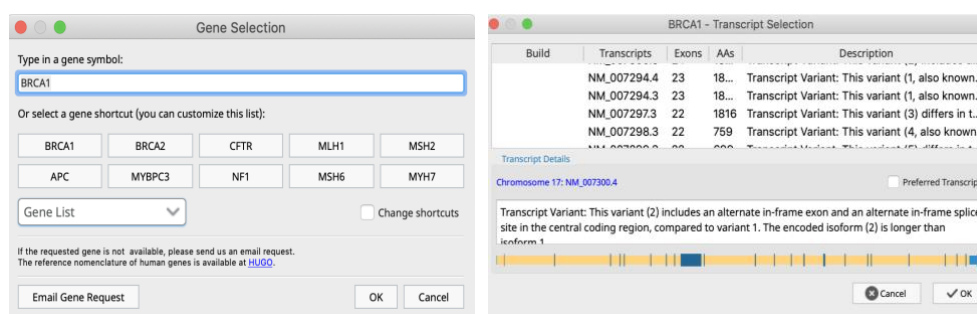 Gene Selection
Type in a gene symbol:
BRCA1
Or select a gene shortcut (you can customize this list):
BRCA1 BRCA2 CFTR MLH1 MSH2
APC MYBPC3 NF1 MSH6 MYH7
Gene List
Change shortcuts
If the requested gene is not available, please send us an email request.
The reference nomenclature of human genes is available at HUGO.
Email Gene Request OK Cancel
BRCA1 - Transcript Selection
Build Transcripts Exons AAs Description
NM_007294.4 23 18... Transcript Variant: This variant (1, also known.
NM_007294.3 23 18... Transcript Variant: This variant (1, also known.
NM_007297.3 22 1816 Transcript Variant: This variant (3) differs in t..
NM_007298.3 22 759 Transcript Variant: This variant (4, also known.
Transcript Details
Chromosome 17: NM_007300.4 Preferred Transcrip
Transcript Variant: This variant (2) includes an alternate in-frame exon and an alternate in-frame splice
site in the central coding region, compared to variant 1. The encoded isoform (2) is longer than
isoform 1
Cancel OK